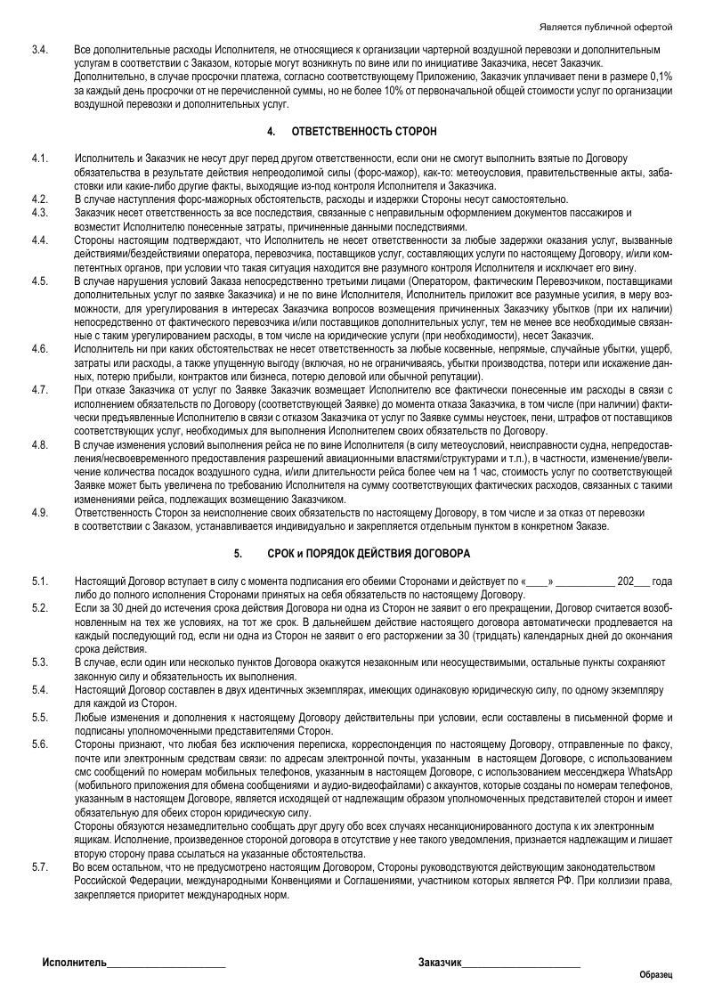 Является публичной офертой
3.4. Все дополнительные расходы Исполнителя, не относящиеся к организации чартерной воздушной перевозки и дополнительным
услугам в соответствии с Заказом, которые могут возникнуть по вине или по инициативе Заказчика, несет Заказчик.
Дополнительно, в случае просрочки платежа, согласно соответствующему Приложению, Заказчик уплачивает пени в размере 0,1%
за каждый день просрочки от не перечисленной суммы, но не более 10% от первоначальной общей стоимости услуг по организации
воздушной перевозки и дополнительных услуг.
4. ОТВЕТСТВЕННОСТЬ СТОРОН
4.1. Исполнитель и Заказчик не несут друг перед другом ответственности, если они не смогут выполнить взятые по Договору
обязательства в результате действия непреодолимой силы (форс-мажор), как-то: метеоусловия, правительственные акты, заба-
стовки или какие-либо другие факты, выходящие из-под контроля Исполнителя и Заказчика.
4.2. В случае наступления форс-мажорных обстоятельств, расходы и издержки Стороны несут самостоятельно.
4.3. Заказчик несет ответственность за все последствия, связанные с неправильным оформлением документов пассажиров и
возместит Исполнителю понесенные затраты, причиненные данными последствиями.
4.4. Стороны настоящим подтверждают, что Исполнитель не несет ответственности за любые задержки оказания услуг, вызванные
действиями/бездействиями оператора, перевозчика, поставщиков услуг, составляющих услуги по настоящему Договору, и/или ком-
петентных органов, при условии что такая ситуация находится вне разумного контроля Исполнителя и исключает его вину.
4.5. В случае нарушения условий Заказа непосредственно третьими лицами (Оператором, фактическим Перевозчиком, поставщиками
дополнительных услуг по заявке Заказчика) и не по вине Исполнителя, Исполнитель приложит все разумные усилия, в меру воз-
можности, для урегулирования в интересах Заказчика вопросов возмещения причиненных Заказчику убытков (при их наличии)
непосредственно от фактического перевозчика и/или поставщиков дополнительных услуг, тем не менее все необходимые связан-
ные с таким урегулированием расходы, в том числе на юридические услуги (при необходимости), несет Заказчик.
4.6. Исполнитель ни при каких обстоятельствах не несет ответственность за любые косвенные, непрямые, случайные убытки, ущерб,
затраты или расходы, а также упущенную выгоду (включая, но не ограничиваясь, убытки производства, потери или искажение дан-
ных, потерю прибыли, контрактов или бизнеса, потерю деловой или обычной репутации).
4.7. При отказе Заказчика от услуг по Заявке Заказчик возмещает Исполнителю все фактически понесенные им расходы в связи с
исполнением обязательств по Договору (соответствующей Заявке) до момента отказа Заказчика, в том числе (при наличии) факти-
чески предъявленные Исполнителю в связи с отказом Заказчика от услуг по Заявке суммы неустоек, пени, штрафов от поставщиков
соответствующих услуг, необходимых для выполнения Исполнителем своих обязательств по Договору.
4.8. В случае изменения условий выполнения рейса не по вине Исполнителя (в силу метеоусловий, неисправности судна, непредостав-
ления/несвоевременного предоставления разрешений авиационными властями/структурами и т.п.), в частности, изменение/увели-
чение количества посадок воздушного судна, и/или длительности рейса более чем на 1 час, стоимость услуг по соответствующей
Заявке может быть увеличена по требованию Исполнителя на сумму соответствующих фактических расходов, связанных с такими
изменениями рейса, подлежащих возмещению Заказчиком.
4.9. Ответственность Сторон за неисполнение своих обязательств по настоящему Договору, в том числе и за отказ от перевозки
в соответствии с Заказом, устанавливается индивидуально и закрепляется отдельным пунктом в конкретном Заказе.
5. СРОК и ПОРЯДОК ДЕЙСТВИЯ ДОГОВОРА
5.1. Настоящий Договор вступает в силу с момента подписания его обеими Сторонами и действует по «____» ___________ 202___ года
либо до полного исполнения Сторонами принятых на себя обязательств по настоящему Договору.
5.2. Если за 30 дней до истечения срока действия Договора ни одна из Сторон не заявит о его прекращении, Договор считается возоб-
новленным на тех же условиях, на тот же срок. В дальнейшем действие настоящего договора автоматически продлевается на
каждый последующий год, если ни одна из Сторон не заявит о его расторжении за 30 (тридцать) календарных дней до окончания
срока действия.
5.3. В случае, если один или несколько пунктов Договора окажутся незаконным или неосуществимыми, остальные пункты сохраняют
законную силу и обязательность их выполнения.
5.4. Настоящий Договор составлен в двух идентичных экземплярах, имеющих одинаковую юридическую силу, по одному экземпляру
для каждой из Сторон.
5.5. Любые изменения и дополнения к настоящему Договору действительны при условии, если составлены в письменной форме и
подписаны уполномоченными представителями Сторон.
5.6. Стороны признают, что любая без исключения переписка, корреспонденция по настоящему Договору, отправленные по факсу,
почте или электронным средствам связи: по адресам электронной почты, указанным в настоящем Договоре, с использованием
смс сообщений по номерам мобильных телефонов, указанным в настоящем Договоре, с использованием мессенджера WhatsApp
(мобильного приложения для обмена сообщениями и аудио-видеофайлами) с аккаунтов, которые созданы по номерам телефонов,
указанным в настоящем Договоре, является исходящей от надлежащим образом уполномоченных представителей сторон и имеет
обязательную для обеих сторон юридическую силу.
Стороны обязуются незамедлительно сообщать друг другу обо всех случаях несанкционированного доступа к их электронным
ящикам. Исполнение, произведенное стороной договора в отсутствие у нее такого уведомления, признается надлежащим и лишает
вторую сторону права ссылаться на указанные обстоятельства.
5.7. Во всем остальном, что не предусмотрено настоящим Договором, Стороны руководствуются действующим законодательством
Российской Федерации, международными Конвенциями и Соглашениями, участником которых является РФ. При коллизии права,
закрепляется приоритет международных норм.
Исполнитель______________________ Заказчик______________________
Образец